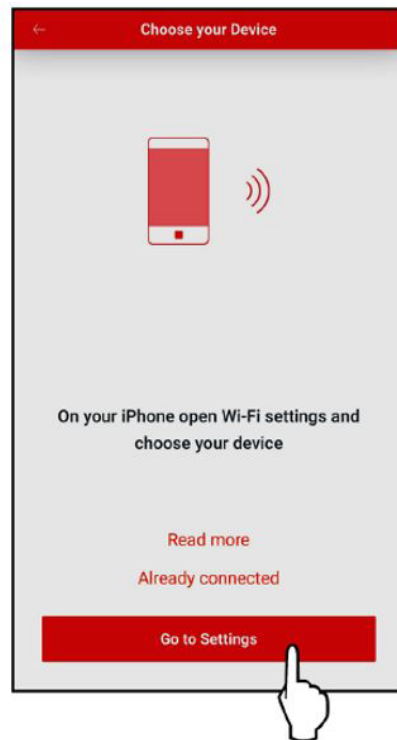 Choose your Device
On your iPhone open Wi-Fi settings and
choose your device
Read more
Already connected
Go to Settings